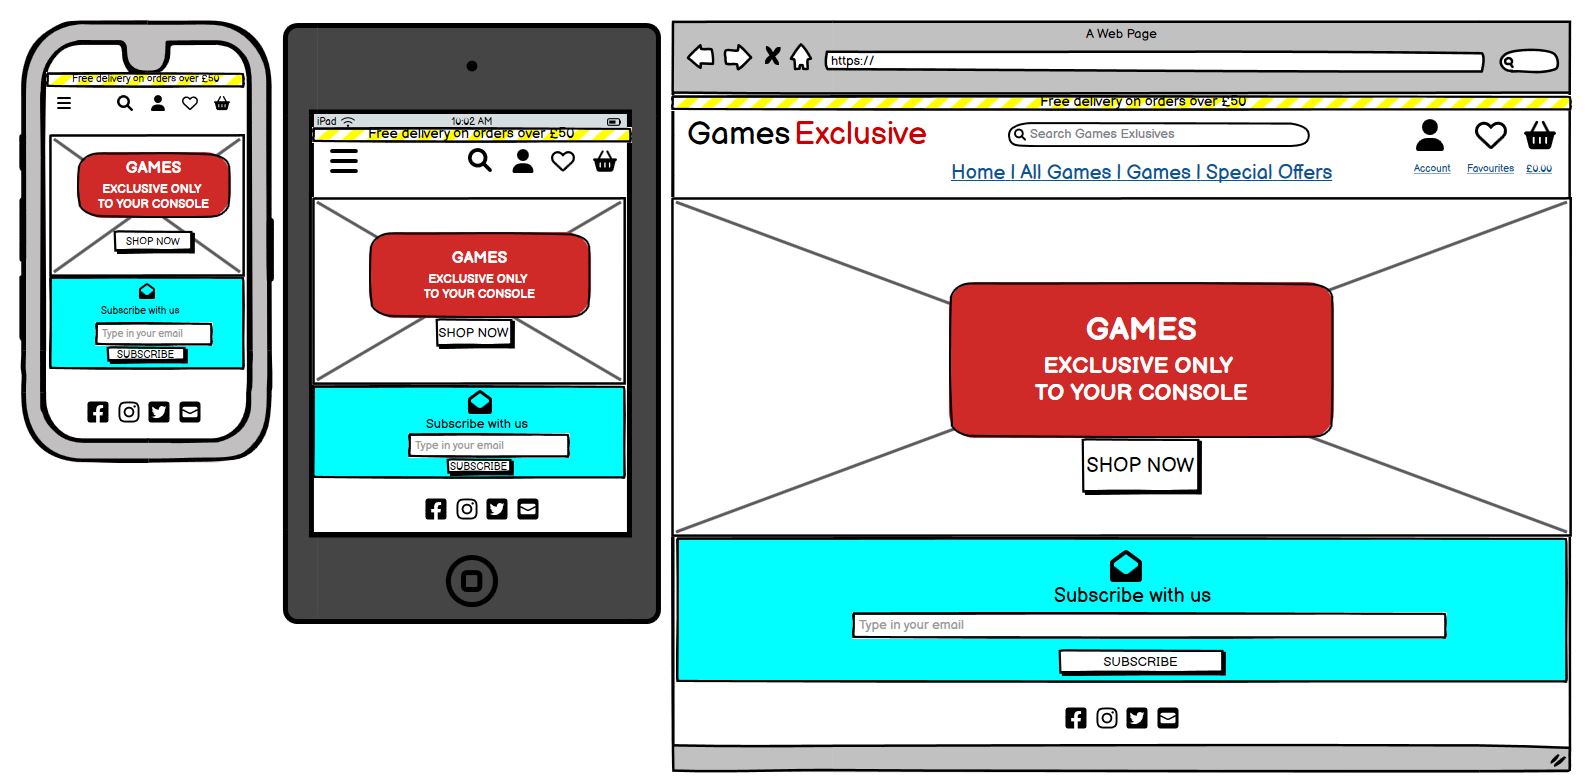 Free delivery on orders over £50
GAMES
EXCLUSIVE ONLY
TO YOUR CONSOLE
SHOP NOW
Subscribe with us
Type in your email
SUBSCRIBE
iPad 10:02 AM
Free delivery on orders over £50
GAMES
EXCLUSIVE ONLY
TO YOUR CONSOLE
SHOP NOW
Subscribe with us
Type in your email
SUBSCRIBE
A Web Page
https://
Free delivery on orders over £50
Games Exclusive
Search Games Exlusives
Account Favourites £0.00
Home | All Games | Games | Special Offers
GAMES
EXCLUSIVE ONLY
TO YOUR CONSOLE
SHOP NOW
Subscribe with us
Type in your email
SUBSCRIBE